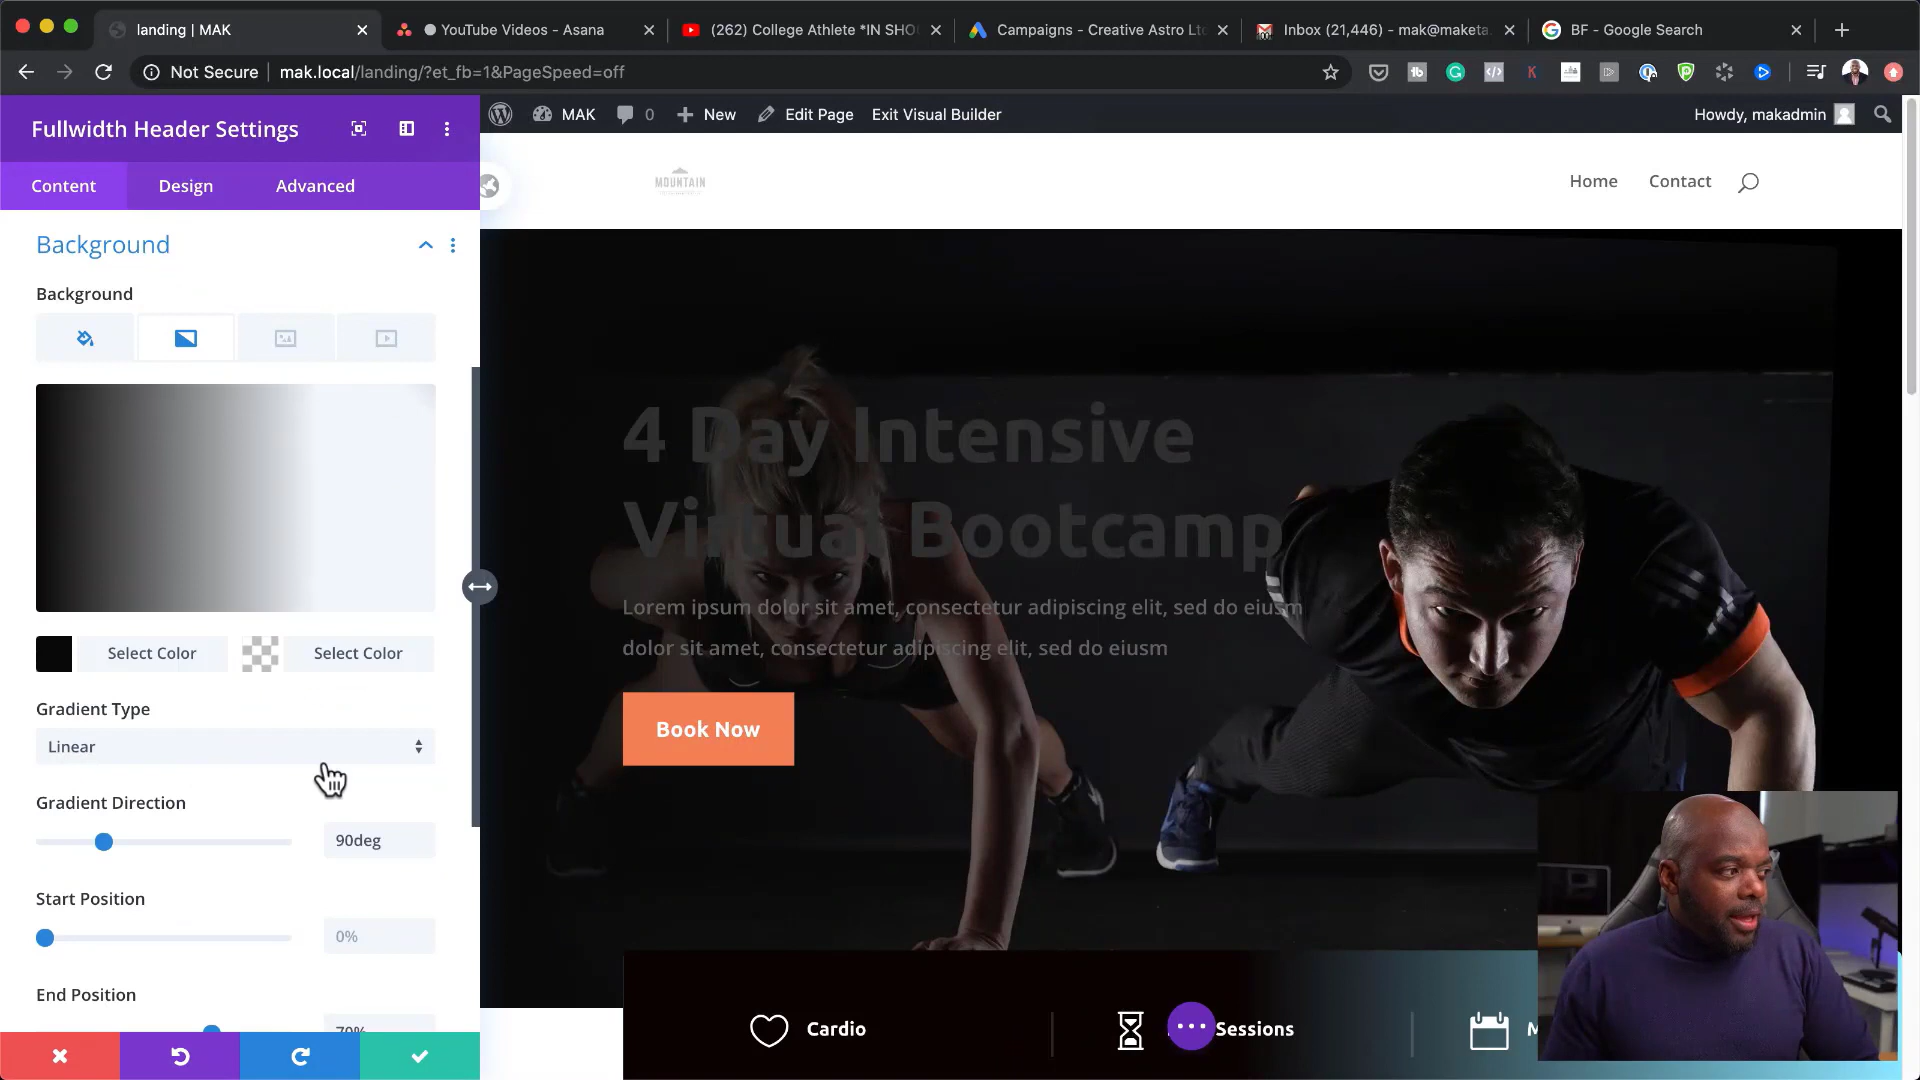 landing | MAK
YouTube Videos - Asana
(262) College Athlete *IN SHO
Campaigns - Creative Astro Lt
Inbox (21,446) - mak@maketa
BF - Google Search
Not Secure
mak.local/landing/?et_fb=1&PageSpeed=off
Fullwidth Header Settings
MAK
0
New
Edit Page
Exit Visual Builder
Howdy, makadmin
Content
Design
Advanced
MOUNTAIN
Home
Contact
Background
Background
4 Day Intensive
Virtual Bootcamp
Lorem ipsum dolor sit amet, consectetur adipiscing elit, sed do eiusm
dolor sit amet, consectetur adipiscing elit, sed do eiusm
Book Now
Select Color
Select Color
Gradient Type
Linear
Gradient Direction
90deg
Start Position
0%
End Position
70%
Cardio
Sessions
M